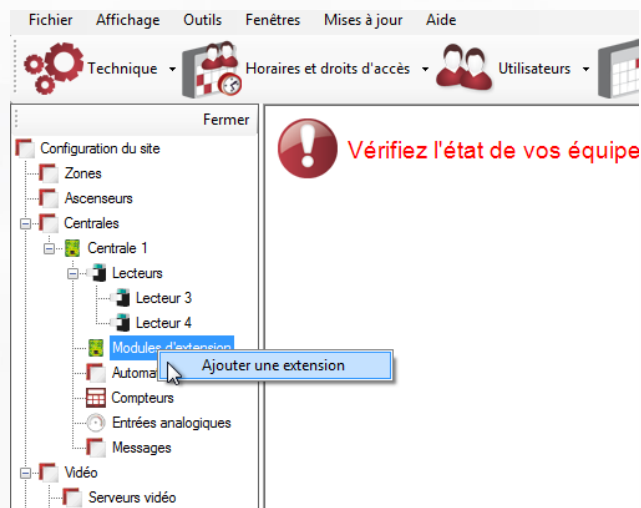 Fichier Affichage Outils Fenêtres Mises à jour Aide
Technique Horaires et droits d'accès Utilisateurs
Fermer
Vérifiez l'état de vos équipe
Configuration du site
Zones
Ascenseurs
Centrales
Centrale 1
Lecteurs
Lecteur 3
Lecteur 4
Modules d'extension
Ajouter une extension
Automa
Compteurs
Entrées analogiques
Messages
Vidéo
Serveurs vidéo